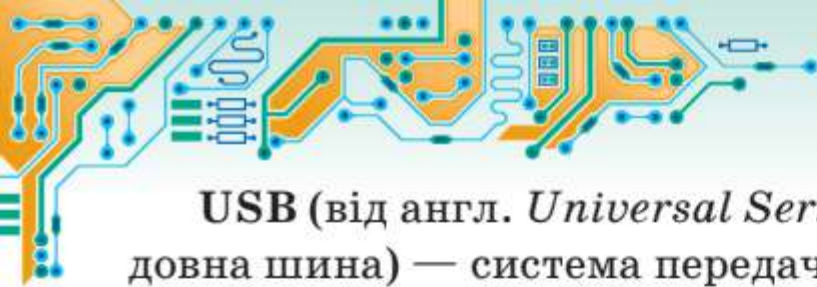 USB (від англ. Universal Ser
довна шина) — система передач